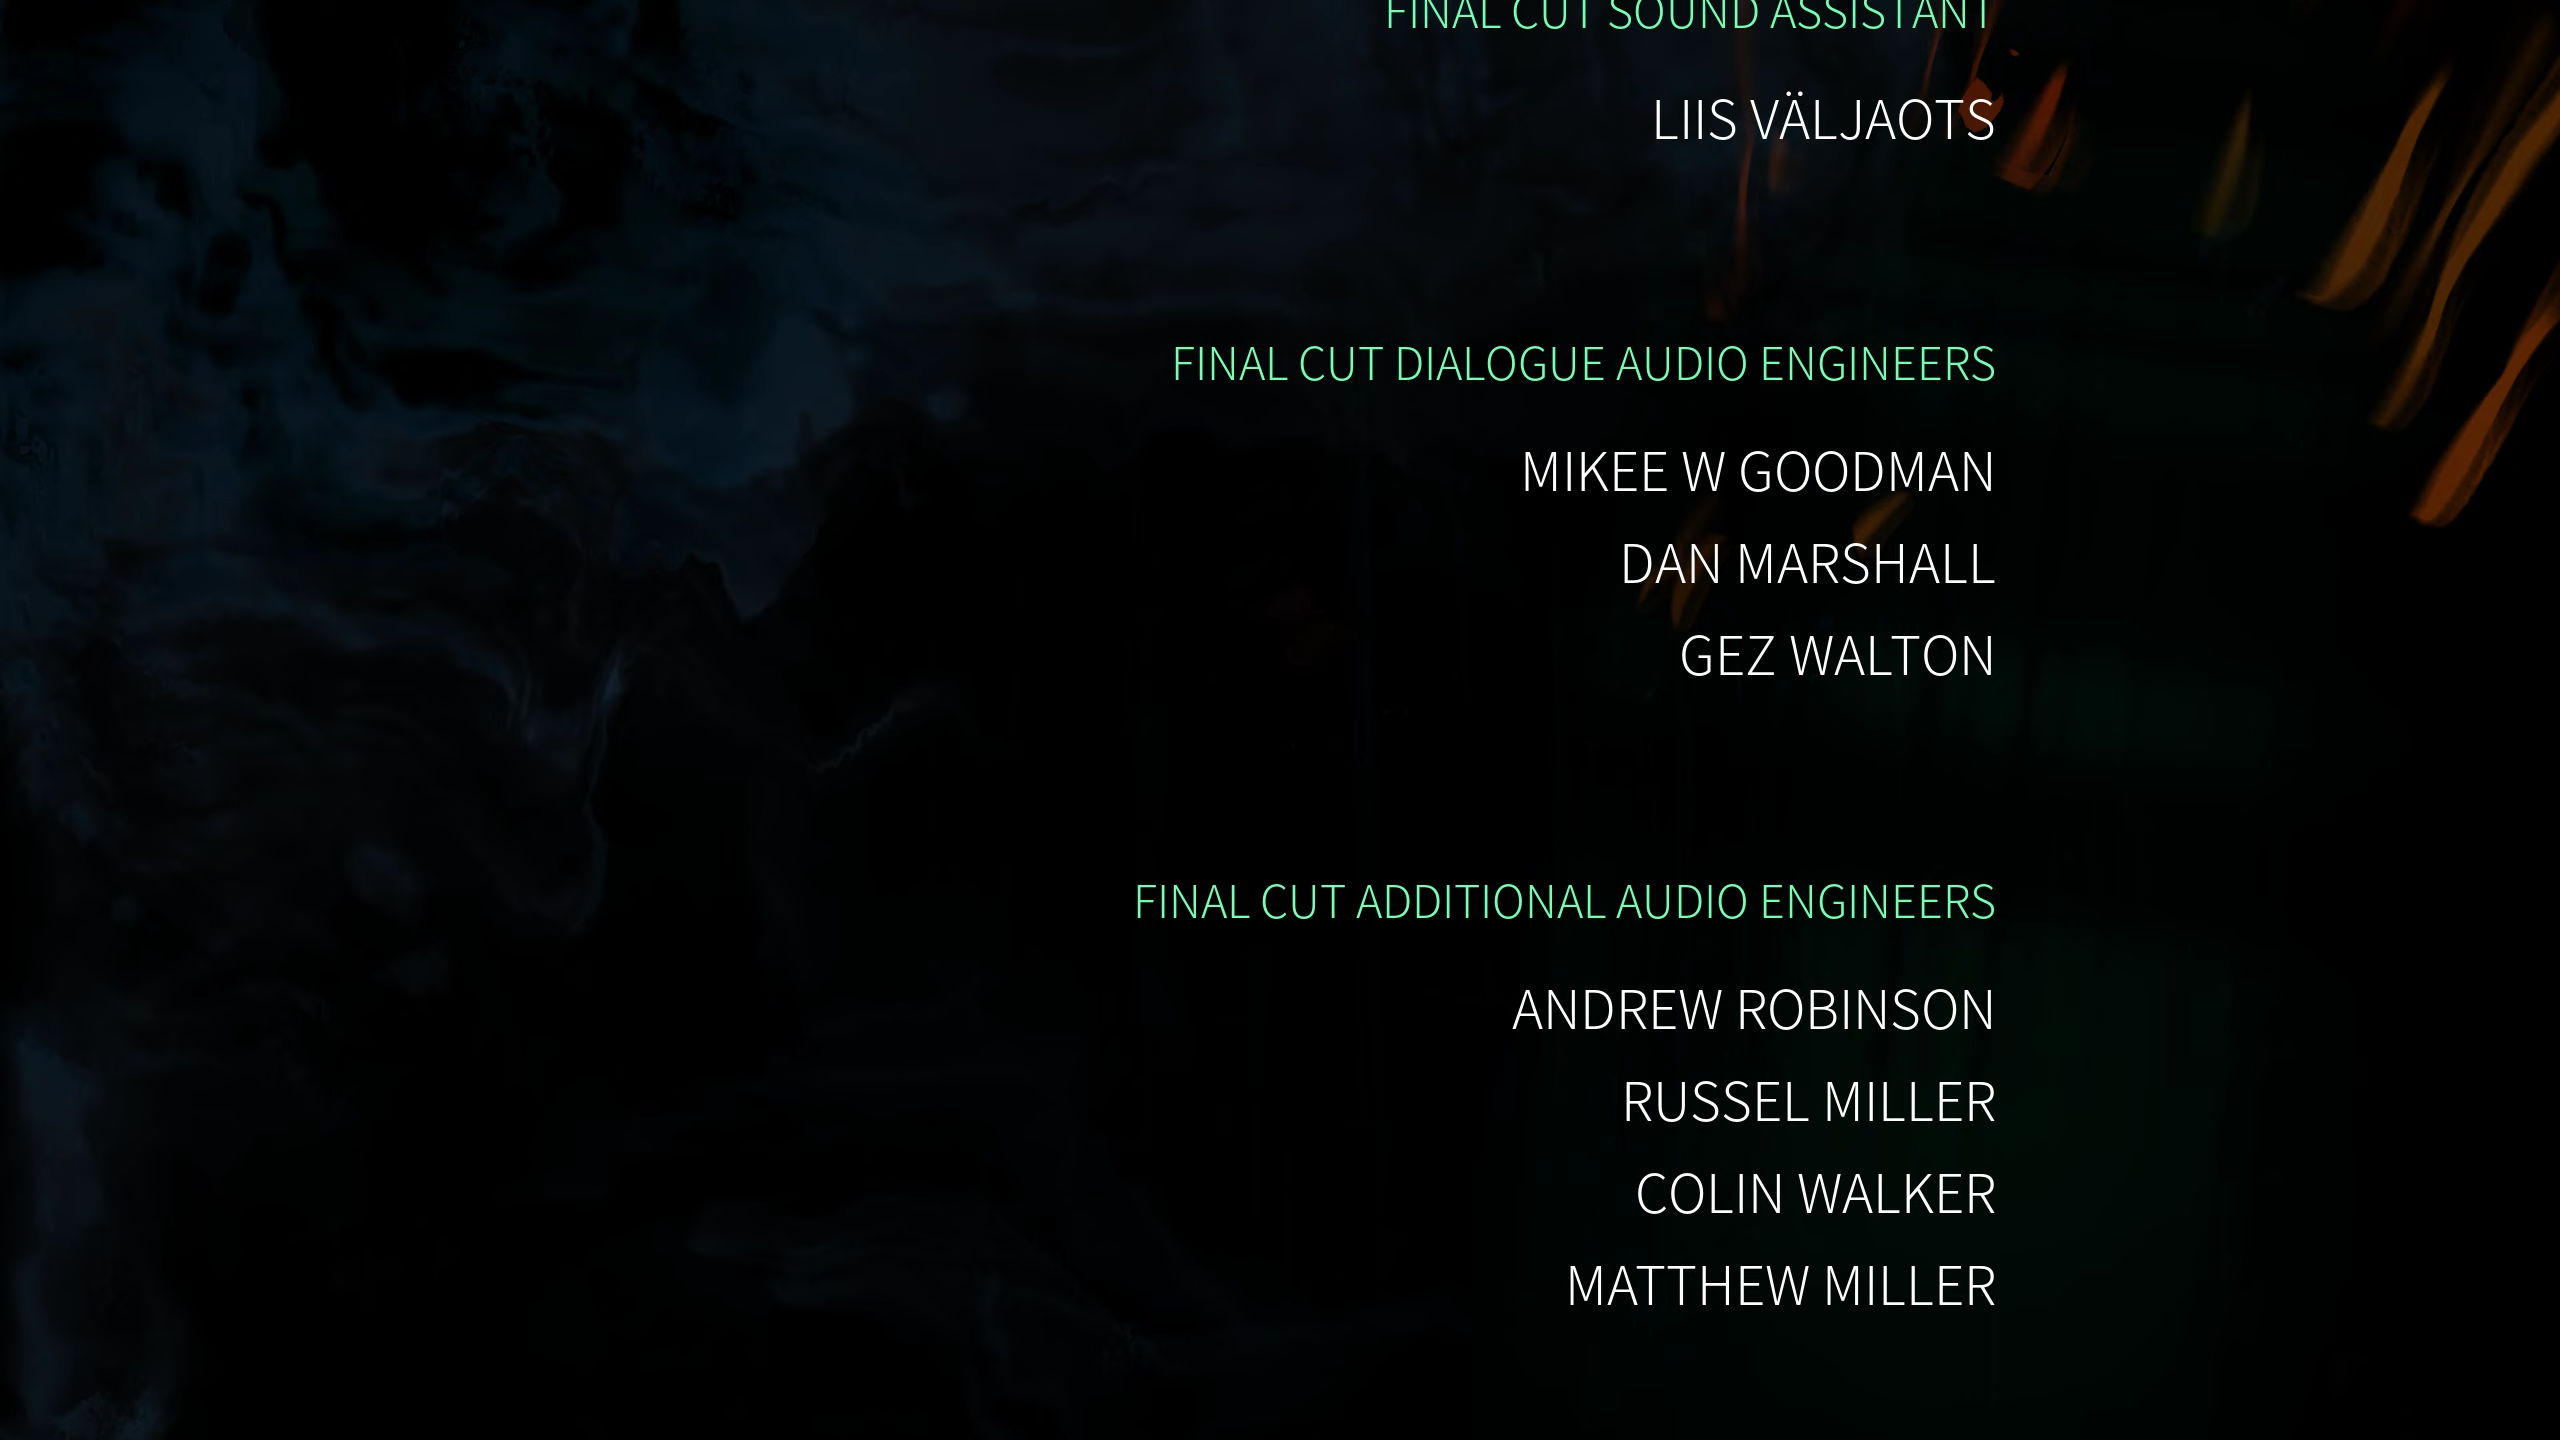 FINAL CUT SOUND ASSISTANT
LIIS VÄLJAOTS
FINAL CUT DIALOGUE AUDIO ENGINEERS
MIKEE W GOODMAN
DAN MARSHALL
GEZ WALTON
FINAL CUT ADDITIONAL AUDIO ENGINEERS
ANDREW ROBINSON
RUSSEL MILLER
COLIN WALKER
MATTHEW MILLER